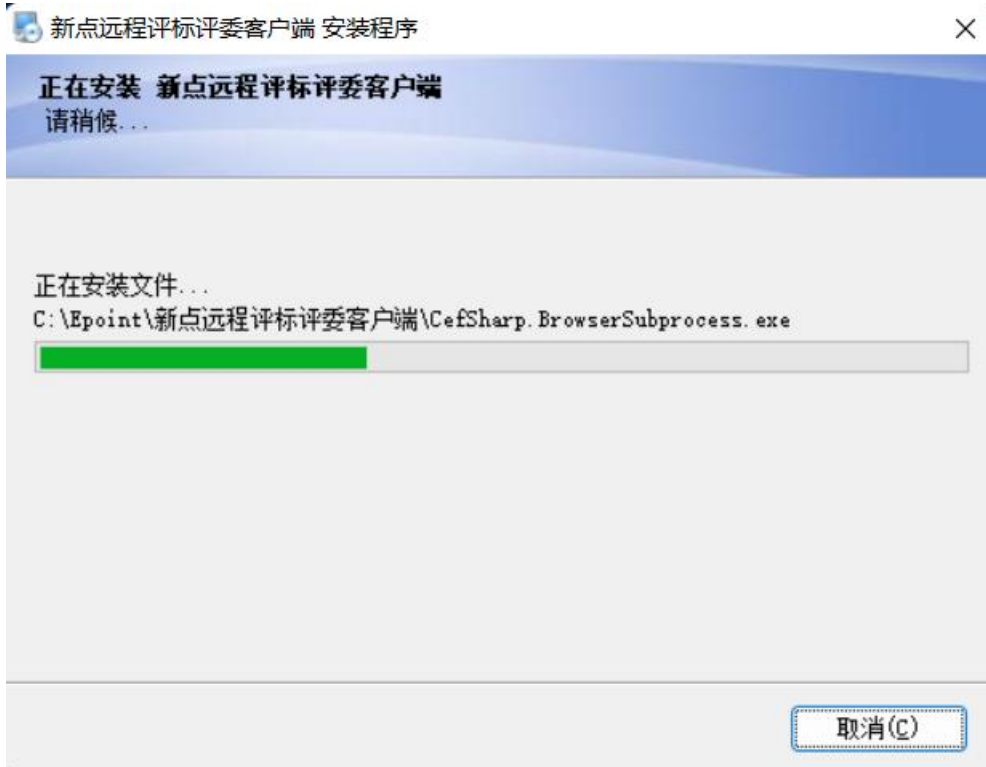 新点远程评标评委客户端 安装程序
正在安装 新点远程评标评委客户端
请稍候...
正在安装文件...
C:\Epoint\新点远程评标评委客户端\CefSharp.BrowserSubprocess.exe
取消(C)